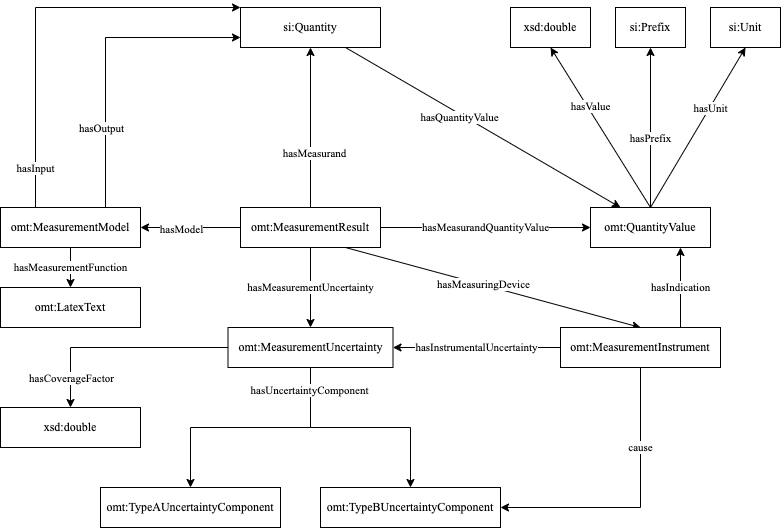 si:Quantity
xsd:double
si:Prefix
si:Unit
hasValue
hasUnit
hasQuantityValue
hasOutput
hasPrefix
hasMeasurand
hasInput
omt:MeasurementModel
hasModel
omt:MeasurementResult
hasMeasurandQuantityValue
omt:QuantityValue
hasMeasurementFunction
hasMeasurementUncertainty
hasMeasuringDevice
hasIndication
omt:LatexText
omt:MeasurementUncertainty
hasInstrumentalUncertainty
omt:MeasurementInstrument
hasCoverageFactor
hasUncertaintyComponent
xsd:double
cause
omt:TypeAUncertaintyComponent
omt:TypeBUncertaintyComponent